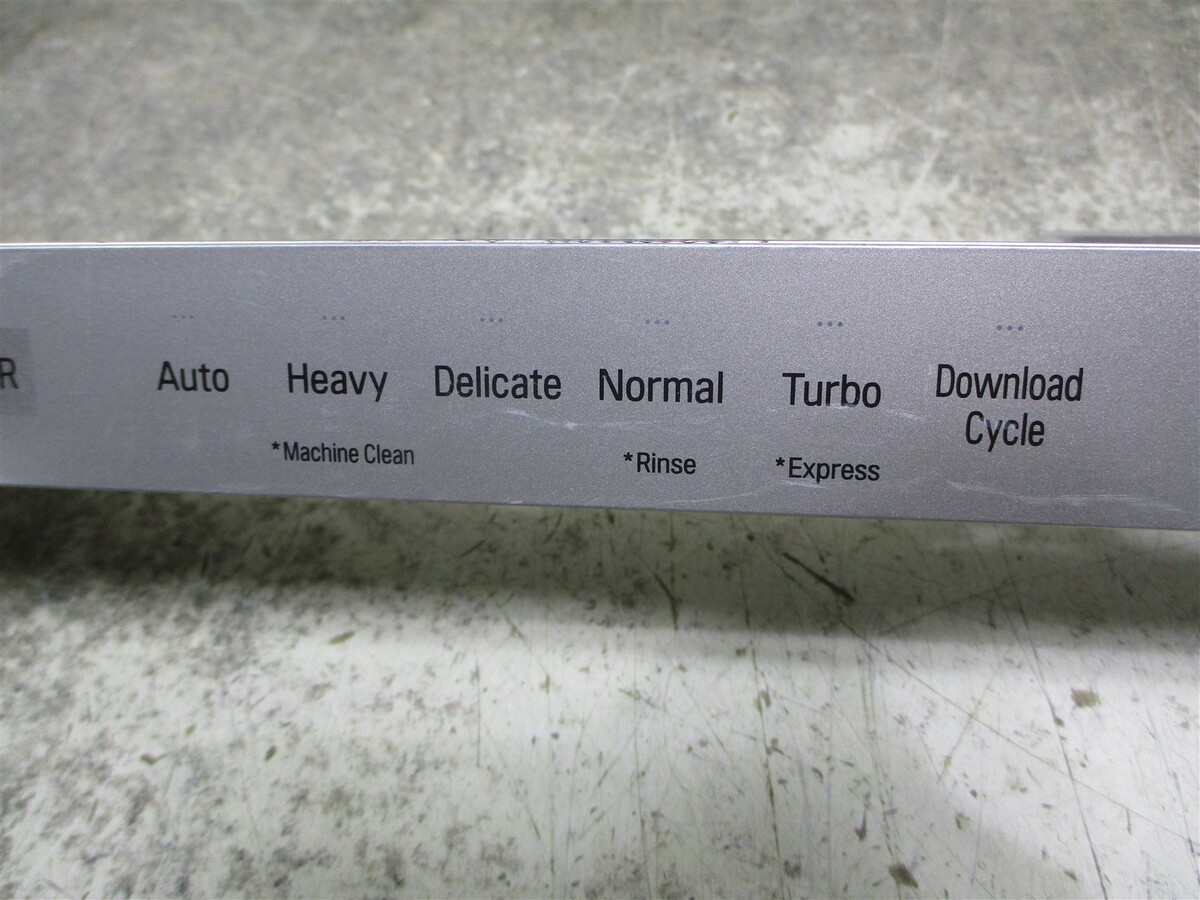 R
Auto Heavy Delicate Normal Turbo Download
Cycle
*Machine Clean *Rinse *Express